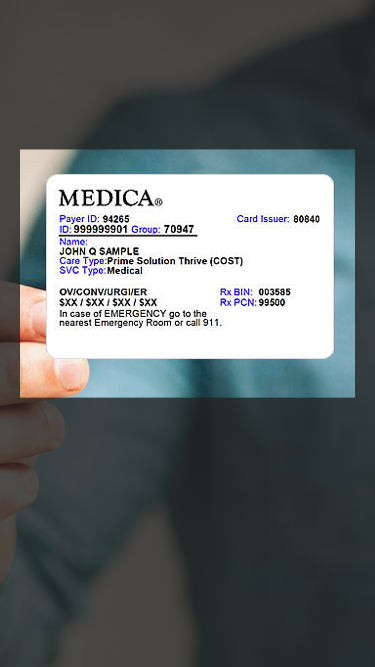 MEDICA®
Payer ID: 94265 Card Issuer: 80840
ID: 999999901 Group: 70947
Name:
JOHN Q SAMPLE
Care Type:Prime Solution Thrive (COST)
SVC Type:Medical
OV/CONV/URGI/ER Rx BIN: 003585
$XX / $XX / $XX / $XX Rx PCN: 99500
In case of EMERGENCY go to the
nearest Emergency Room or call 911.